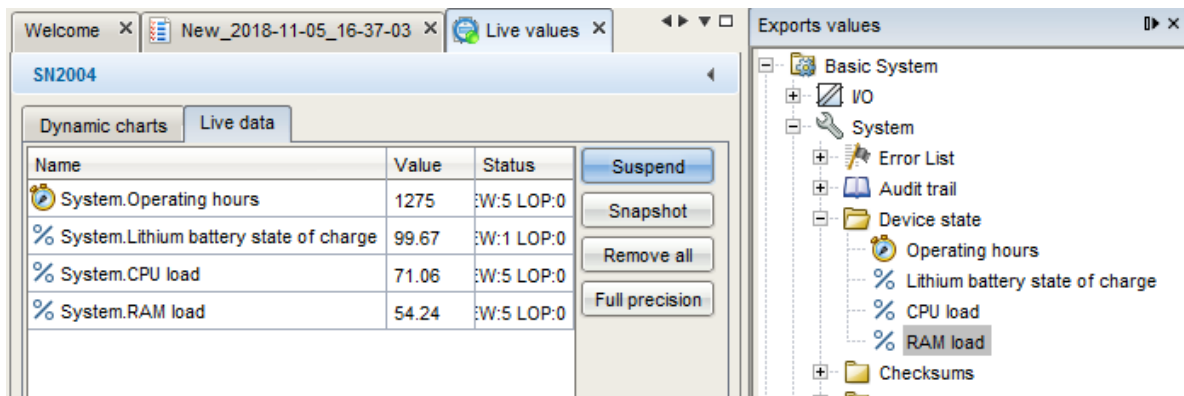 Welcome
New_2018-11-05_16-37-03
Live values
SN2004
Dynamic charts
Live data
Name Value Status
System.Operating hours 1275 EW:5 LOP:0
System.Lithium battery state of charge 99.67 EW:1 LOP:0
System.CPU load 71.06 EW:5 LOP:0
System.RAM load 54.24 EW:5 LOP:0
Suspend
Snapshot
Remove all
Full precision
Exports values
Basic System
I/O
System
Error List
Audit trail
Device state
Operating hours
Lithium battery state of charge
CPU load
RAM load
Checksums